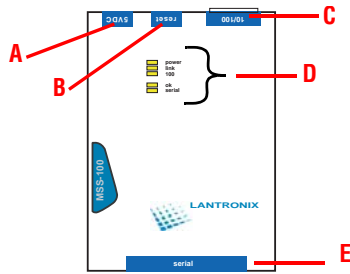 A
5VDC
reset
10/100
C
B
power
link
100
ok
serial
D
MSS-100
LANTRONIX
serial
E